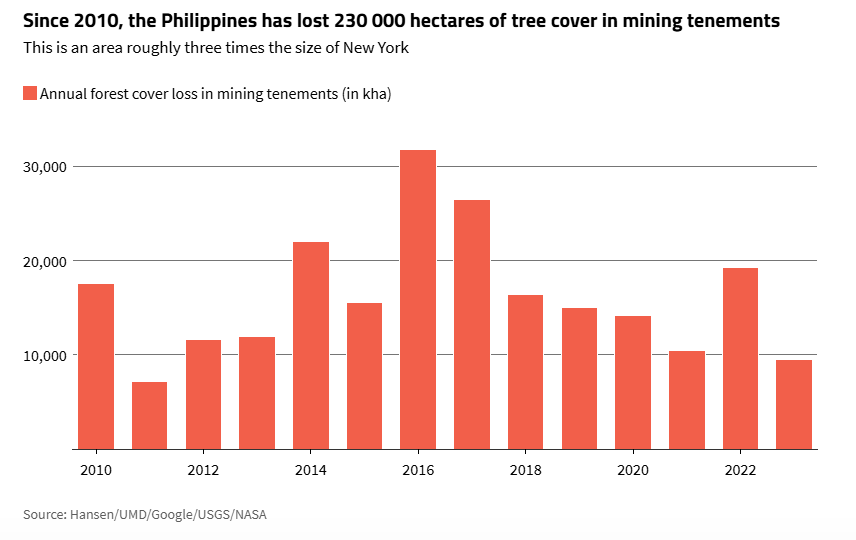 Since 2010, the Philippines has lost 230 000 hectares of tree cover in mining tenements
This is an area roughly three times the size of New York
Annual forest cover loss in mining tenements (in kha)
30,000
20,000
10,000
2010 2012 2014 2016 2018 2020 2022
Source: Hansen/UMD/Google/USGS/NASA